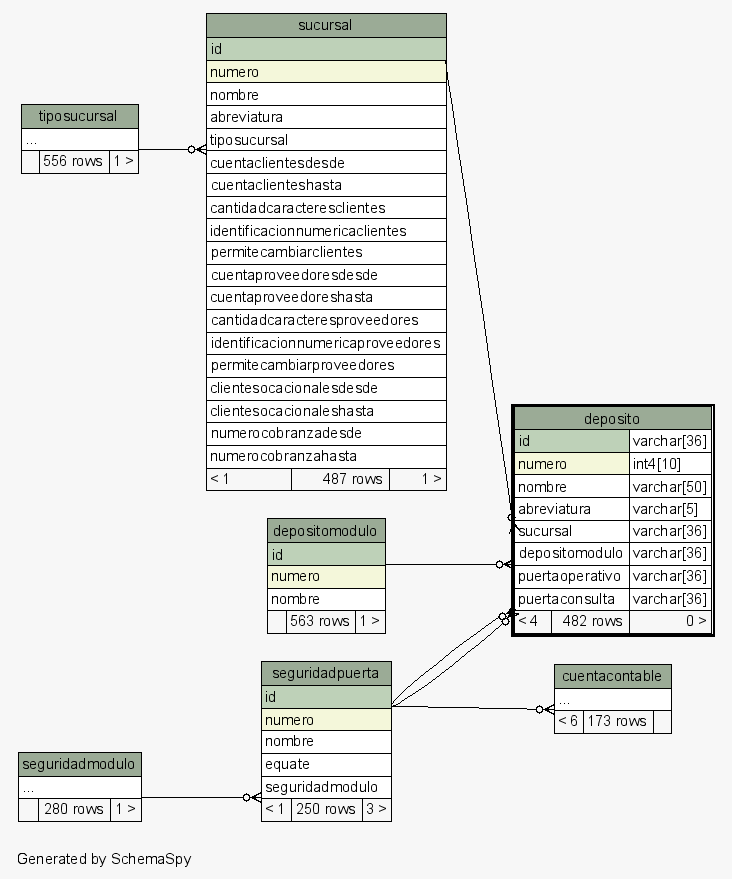 sucursal
id
numero
nombre
abreviatura
tiposucursal
cuentaclientesdesde
cuentaclienteshasta
cantidadcaracteresclientes
identificacionnumericaclientes
permitecambiarclientes
cuentaproveedoresdesde
cuentaproveedoreshasta
cantidadcaracteresproveedores
identificacionnumericaproveedores
permitecambiarproveedores
clientesocacionalesdesde
clientesocacionaleshasta
numerocobranzadesde
numerocobranzahasta
< 1 487 rows 1 >
tiposucursal
...
556 rows 1 >
deposito
id varchar[36]
numero int4[10]
nombre varchar[50]
abreviatura varchar[5]
sucursal varchar[36]
depositomodulo varchar[36]
puertaoperativo varchar[36]
puertaconsulta varchar[36]
< 4 482 rows 0 >
depositomodulo
id
numero
nombre
563 rows 1 >
seguridadpuerta
id
numero
nombre
equate
seguridadmodulo
< 1 250 rows 3 >
cuentacontable
...
< 6 173 rows
seguridadmodulo
...
280 rows 1 >
Generated by SchemaSpy